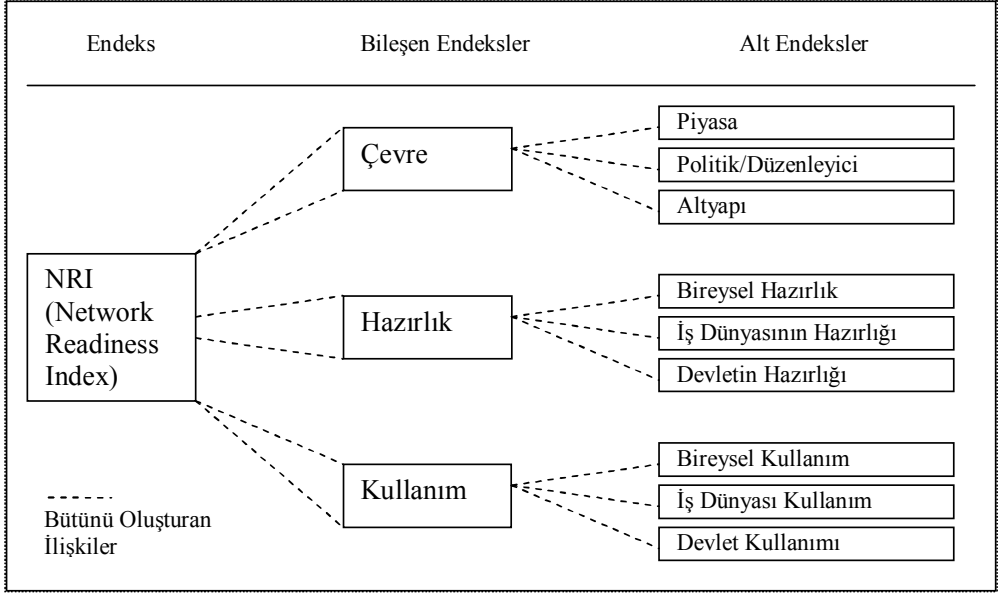 Endeks
Bileşen Endeksler
Alt Endeksler
NRI
(Network
Readiness
Index)
Çevre
Piyasa
Politik/Düzenleyici
Altyapı
Hazırlık
Bireysel Hazırlık
İş Dünyasının Hazırlığı
Devletin Hazırlığı
Kullanım
Bireysel Kullanım
İş Dünyası Kullanım
Devlet Kullanımı
Bütünü Oluşturan
İlişkiler